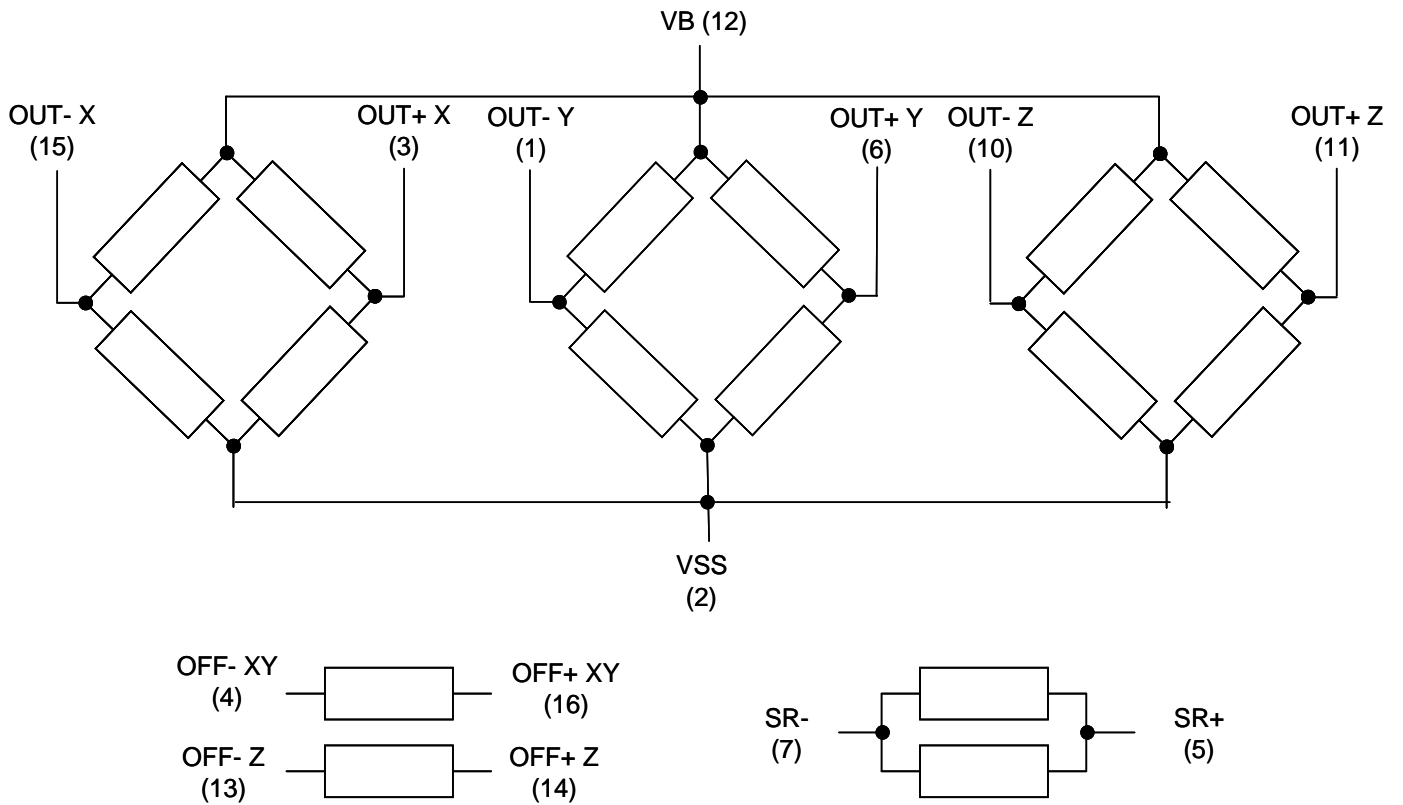 VB (12)
OUT- X
(15)
OUT+ X
(3)
OUT- Y
(1)
OUT+ Y
(6)
OUT- Z
(10)
OUT+ Z
(11)
VSS
(2)
OFF- XY
(4)
OFF+ XY
(16)
OFF- Z
(13)
OFF+ Z
(14)
SR-
(7)
SR+
(5)